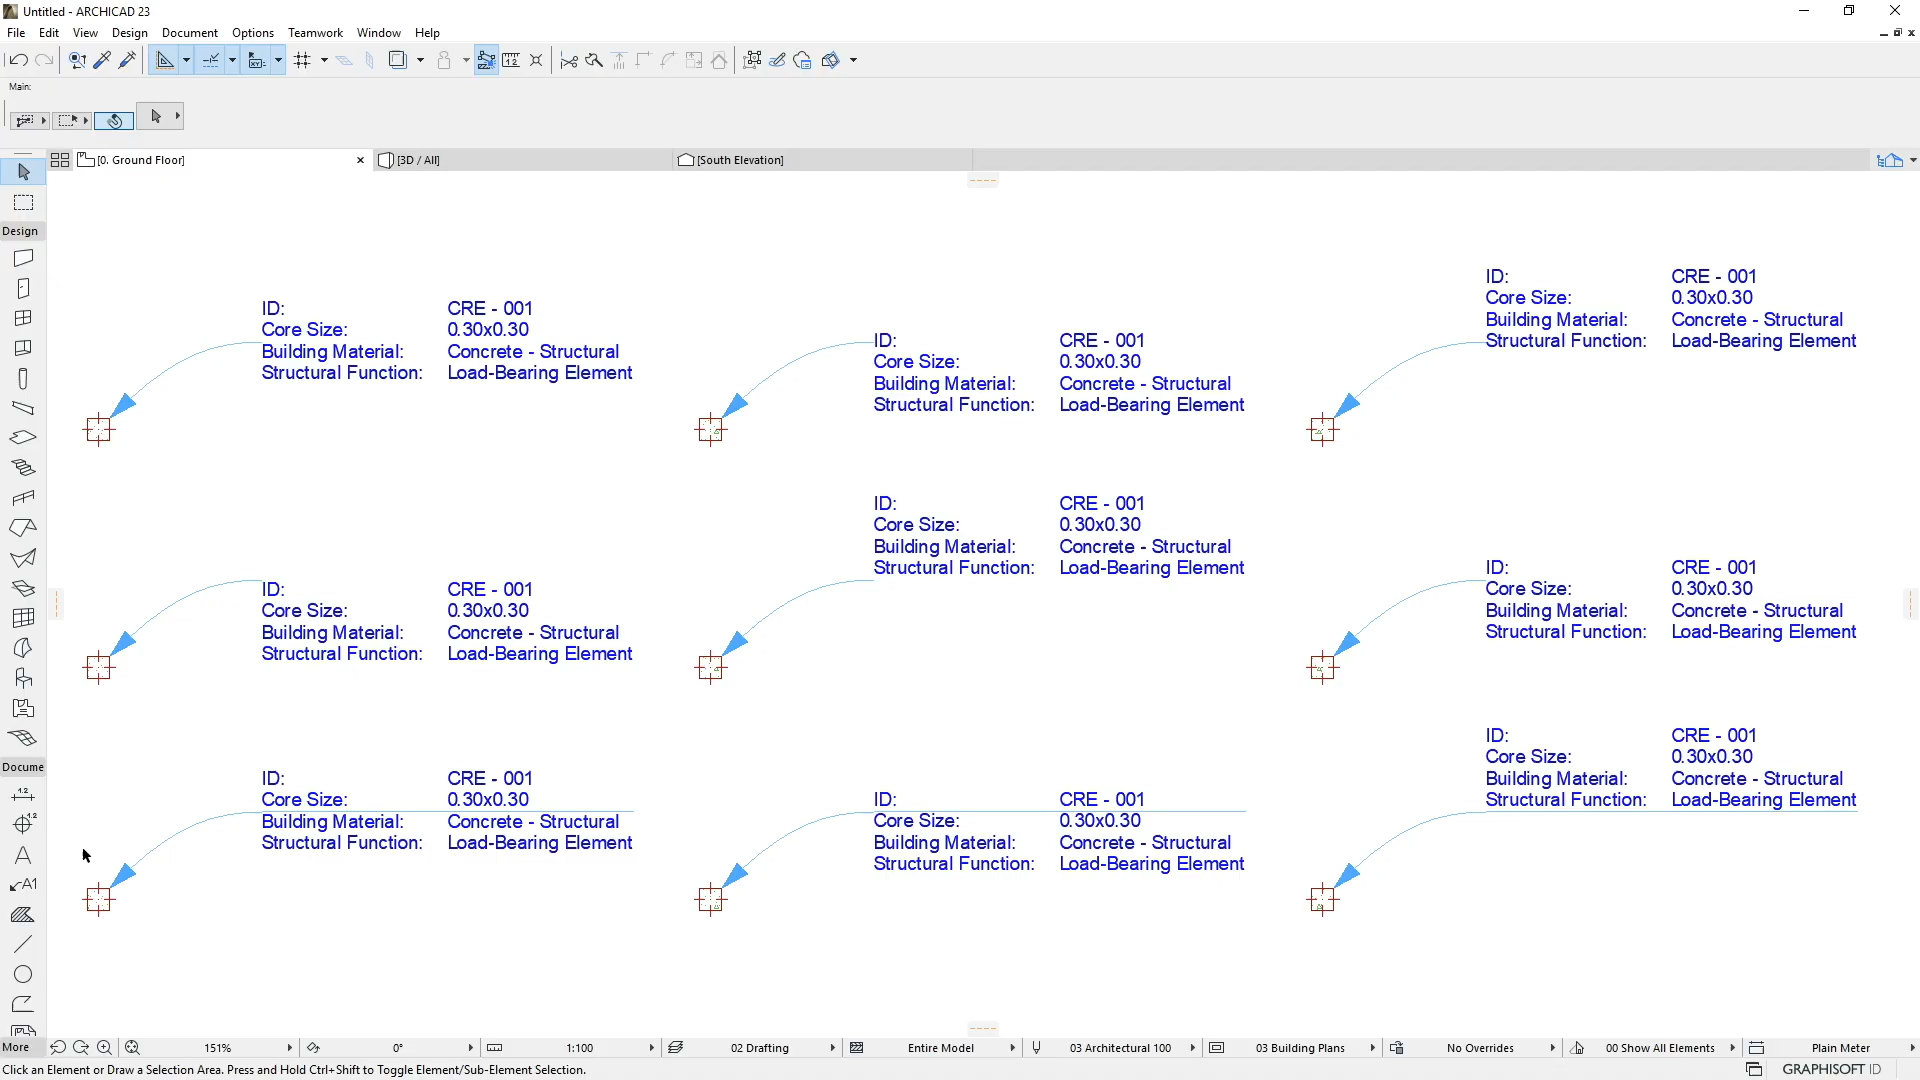 Untitled - ARCHICAD 23
File Edit View Design Document Options Teamwork Window Help
Main:
[0. Ground Floor] [3D / All] [South Elevation]
Design
ID: CRE - 001
Core Size: 0.30x0.30
Building Material: Concrete - Structural
Structural Function: Load-Bearing Element
ID: CRE - 001
Core Size: 0.30x0.30
Building Material: Concrete - Structural
Structural Function: Load-Bearing Element
ID: CRE - 001
Core Size: 0.30x0.30
Building Material: Concrete - Structural
Structural Function: Load-Bearing Element
ID: CRE - 001
Core Size: 0.30x0.30
Building Material: Concrete - Structural
Structural Function: Load-Bearing Element
ID: CRE - 001
Core Size: 0.30x0.30
Building Material: Concrete - Structural
Structural Function: Load-Bearing Element
ID: CRE - 001
Core Size: 0.30x0.30
Building Material: Concrete - Structural
Structural Function: Load-Bearing Element
Docume
ID: CRE - 001
Core Size: 0.30x0.30
Building Material: Concrete - Structural
Structural Function: Load-Bearing Element
ID: CRE - 001
Core Size: 0.30x0.30
Building Material: Concrete - Structural
Structural Function: Load-Bearing Element
ID: CRE - 001
Core Size: 0.30x0.30
Building Material: Concrete - Structural
Structural Function: Load-Bearing Element
1.2
1.2
A
A1
More 151% 0° 1:100 02 Drafting Entire Model 03 Architectural 100 03 Building Plans No Overrides 00 Show All Elements Plain Meter
Click an Element or Draw a Selection Area. Press and Hold Ctrl+Shift to Toggle Element/Sub-Element Selection. GRAPHISOFT ID